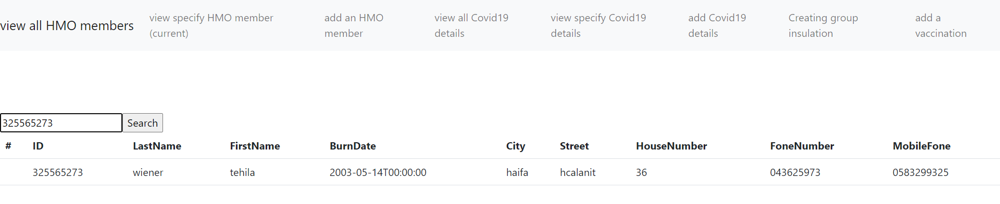 view all HMO members
view specify HMO member
(current)
add an HMO
member
view all Covid19
details
view specify Covid19
details
add Covid19
details
Creating group
insulation
add a
vaccination
325565273 Search
# ID LastName FirstName BurnDate City Street HouseNumber FoneNumber MobileFone
325565273 wiener tehila 2003-05-14T00:00:00 haifa hcalanit 36 043625973 0583299325